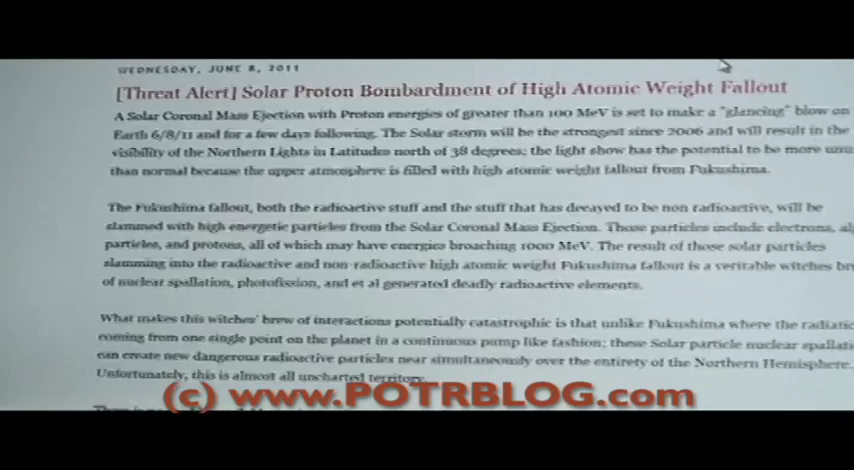 WEDNESDAY, JUNE 8, 2011
[Threat Alert] Solar Proton Bombardment of High Atomic Weight Fallout
A Solar Coronal Mass Ejection with Proton energies of greater than 100 MeV is set to make a "glancing" blow on
Earth 6/8/11 and for a few days following. The Solar storm will be the strongest since 2006 and will result in the
visibility of the Northern Lights in Latitudes north of 38 degrees; the light show has the potential to be more
than normal because the upper atmosphere is filled with high atomic weight fallout from Fukushima.
The Fukushima fallout, both the radioactive stuff and the stuff that has decayed to be non radioactive, will be
slammed with high energetic particles from the Solar Coronal Mass Ejection. Those particles include electrons,
particles, and protons, all of which may have energies broaching 1000 MeV. The result of those solar particles
slamming into the radioactive and non-radioactive high atomic weight Fukushima fallout is a veritable witches
of nuclear spallation, photofission, and et al generated deadly radioactive elements.
What makes this witches' brew of interactions potentially catastrophic is that unlike Fukushima where the
coming from one single point on the planet in a continuous pump like fashion; these Solar particle nuclear
can create new dangerous radioactive particles near simultaneously over the entirety of the Northern Hemisphere.
Unfortunately, this is almost all uncharted territory.
(c) www.POTRBLOG.com